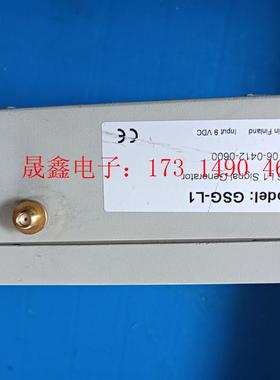 晟鑫电子：173 1490 46
odel: GSG-L1
L1 Signal Generator
06-0412-0600
in Finland Input 9 VDC
CE